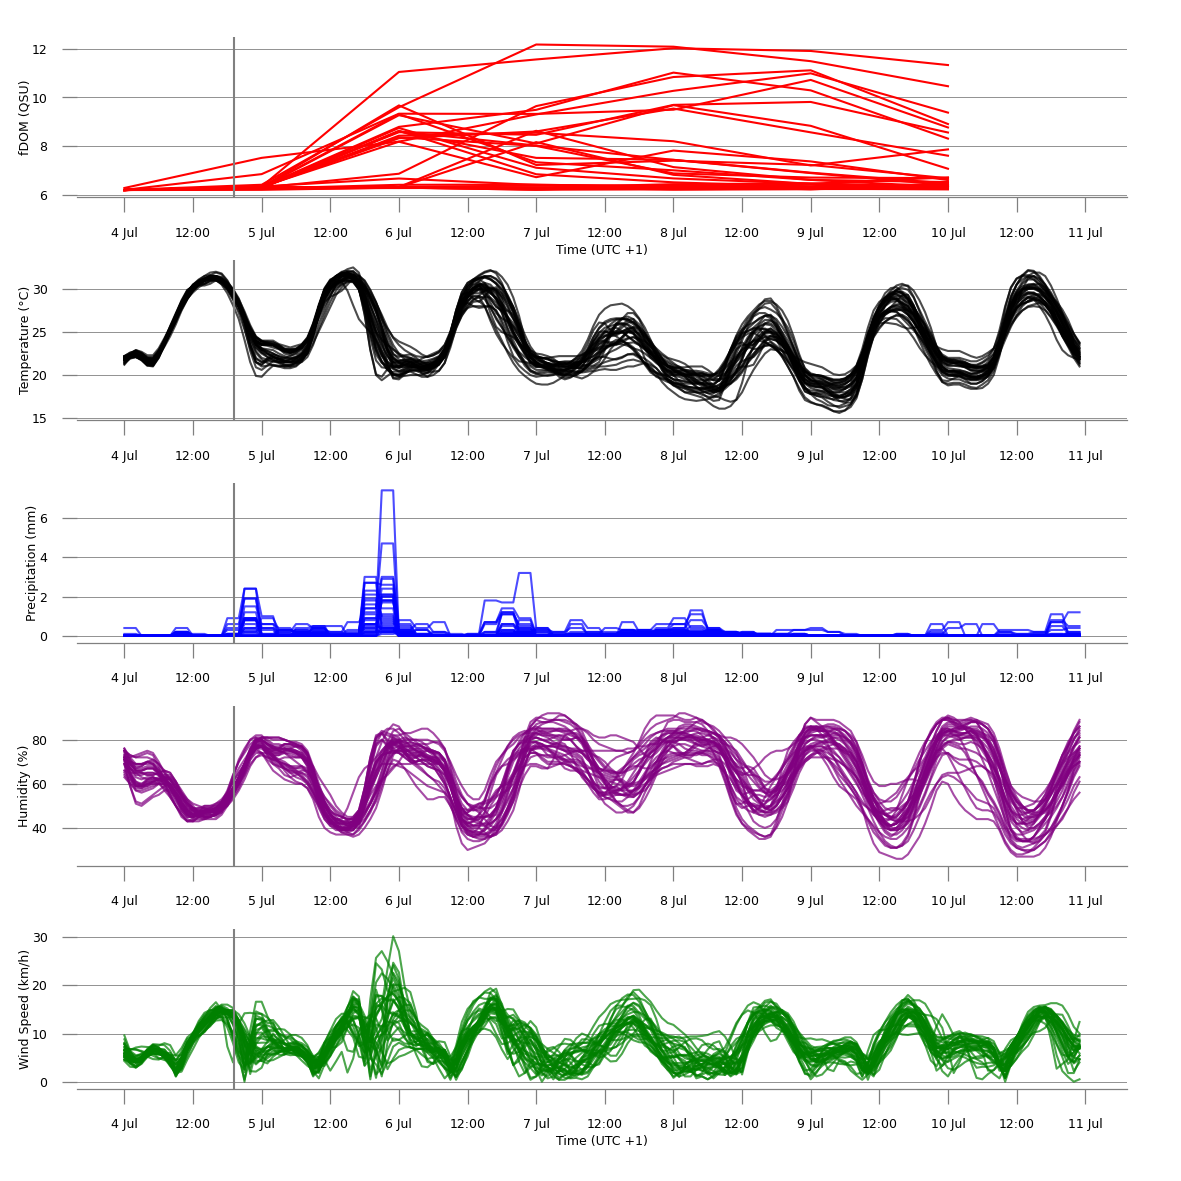 12
10
8
6
fDOM (QSU)
4 Jul 12:00 5 Jul 12:00 6 Jul 12:00 7 Jul 12:00 8 Jul 12:00 9 Jul 12:00 10 Jul 12:00 11 Jul
Time (UTC +1)
30
25
20
15
Temperature (°C)
4 Jul 12:00 5 Jul 12:00 6 Jul 12:00 7 Jul 12:00 8 Jul 12:00 9 Jul 12:00 10 Jul 12:00 11 Jul
6
4
2
0
Precipitation (mm)
4 Jul 12:00 5 Jul 12:00 6 Jul 12:00 7 Jul 12:00 8 Jul 12:00 9 Jul 12:00 10 Jul 12:00 11 Jul
80
60
40
Humidity (%)
4 Jul 12:00 5 Jul 12:00 6 Jul 12:00 7 Jul 12:00 8 Jul 12:00 9 Jul 12:00 10 Jul 12:00 11 Jul
30
20
10
0
Wind Speed (km/h)
4 Jul 12:00 5 Jul 12:00 6 Jul 12:00 7 Jul 12:00 8 Jul 12:00 9 Jul 12:00 10 Jul 12:00 11 Jul
Time (UTC +1)